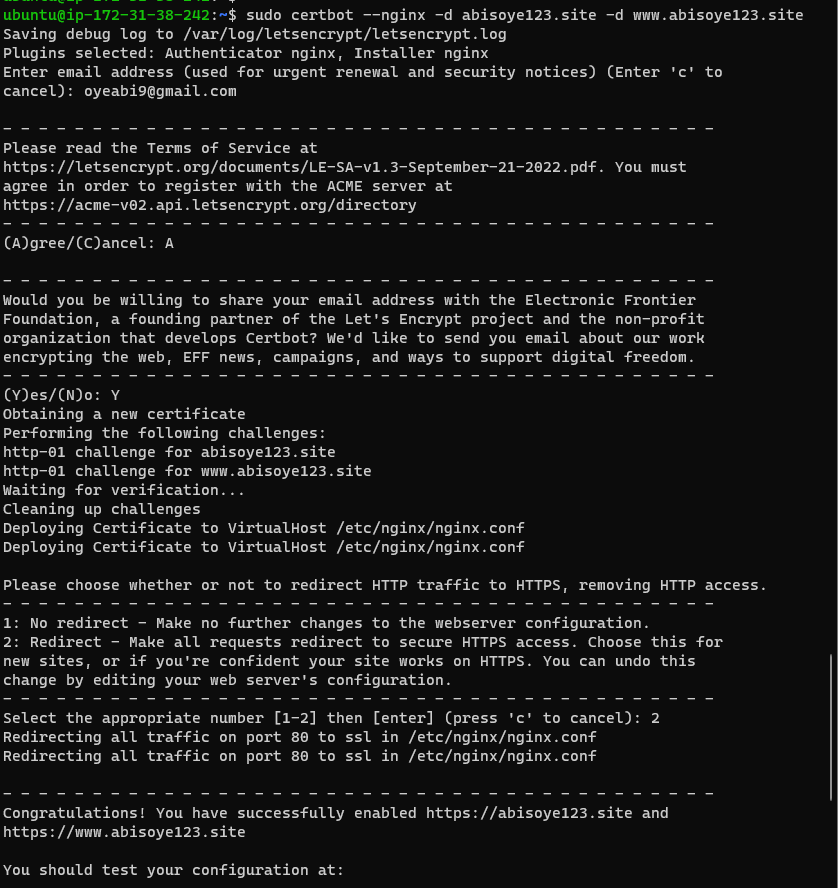 ubuntu@ip-172-31-38-242:~$ sudo certbot --nginx -d abisoye123.site -d www.abisoye123.site
Saving debug log to /var/log/letsencrypt/letsencrypt.log
Plugins selected: Authenticator nginx, Installer nginx
Enter email address (used for urgent renewal and security notices) (Enter 'c' to
cancel): oyeabi9@gmail.com
- - - - - - - - - - - - - - - - - - - - - - - - - - - - - - - - - - - - - - - -
Please read the Terms of Service at
https://letsencrypt.org/documents/LE-SA-v1.3-September-21-2022.pdf. You must
agree in order to register with the ACME server at
https://acme-v02.api.letsencrypt.org/directory
- - - - - - - - - - - - - - - - - - - - - - - - - - - - - - - - - - - - - - - -
(A)gree/(C)ancel: A
- - - - - - - - - - - - - - - - - - - - - - - - - - - - - - - - - - - - - - - -
Would you be willing to share your email address with the Electronic Frontier
Foundation, a founding partner of the Let's Encrypt project and the non-profit
organization that develops Certbot? We'd like to send you email about our work
encrypting the web, EFF news, campaigns, and ways to support digital freedom.
- - - - - - - - - - - - - - - - - - - - - - - - - - - - - - - - - - - - - - - -
(Y)es/(N)o: Y
Obtaining a new certificate
Performing the following challenges:
http-01 challenge for abisoye123.site
http-01 challenge for www.abisoye123.site
Waiting for verification...
Cleaning up challenges
Deploying Certificate to VirtualHost /etc/nginx/nginx.conf
Deploying Certificate to VirtualHost /etc/nginx/nginx.conf
Please choose whether or not to redirect HTTP traffic to HTTPS, removing HTTP access.
- - - - - - - - - - - - - - - - - - - - - - - - - - - - - - - - - - - - - - - -
1: No redirect - Make no further changes to the webserver configuration.
2: Redirect - Make all requests redirect to secure HTTPS access. Choose this for
new sites, or if you're confident your site works on HTTPS. You can undo this
change by editing your web server's configuration.
- - - - - - - - - - - - - - - - - - - - - - - - - - - - - - - - - - - - - - - -
Select the appropriate number [1-2] then [enter] (press 'c' to cancel): 2
Redirecting all traffic on port 80 to ssl in /etc/nginx/nginx.conf
Redirecting all traffic on port 80 to ssl in /etc/nginx/nginx.conf
- - - - - - - - - - - - - - - - - - - - - - - - - - - - - - - - - - - - - - - -
Congratulations! You have successfully enabled https://abisoye123.site and
https://www.abisoye123.site
You should test your configuration at: